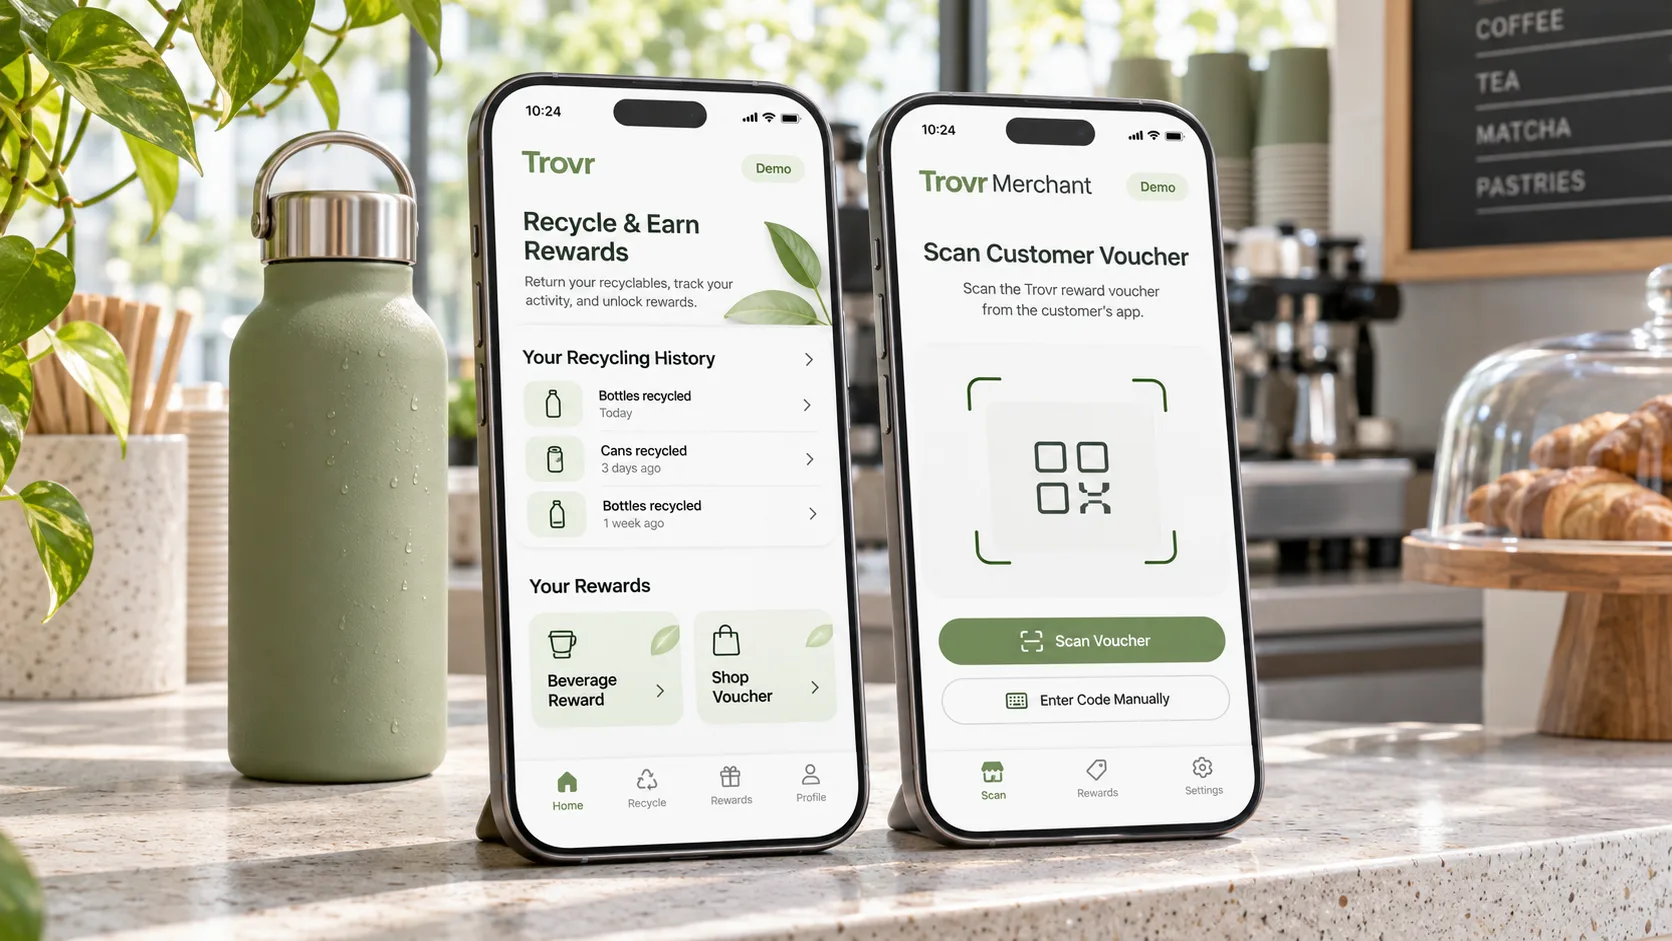 10:24
Trovr
Demo
Recycle & Earn
Rewards
Return your recyclables, track your
activity, and unlock rewards.
Your Recycling History
Bottles recycled
Today
Cans recycled
3 days ago
Bottles recycled
1 week ago
Your Rewards
Beverage
Reward
Shop
Voucher
Home
Recycle
Rewards
Profile
10:24
Trovr Merchant
Demo
Scan Customer Voucher
Scan the Trovr reward voucher
from the customer's app.
Scan Voucher
Enter Code Manually
Scan
Rewards
Settings
COFFEE
TEA
MATCHA
PASTRIES